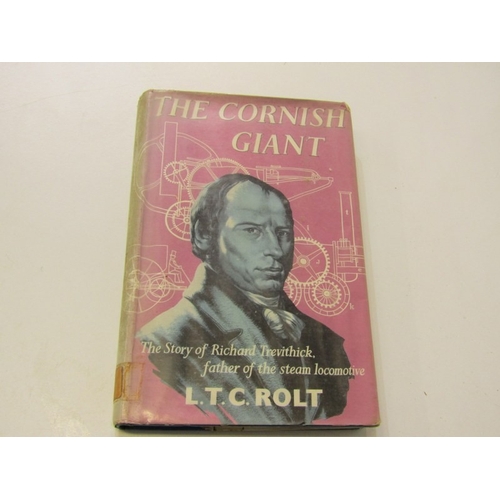 THE CORNISH
GIANT
The Story of Richard Trevithick,
father of the steam locomotive
L.T.C. ROLT